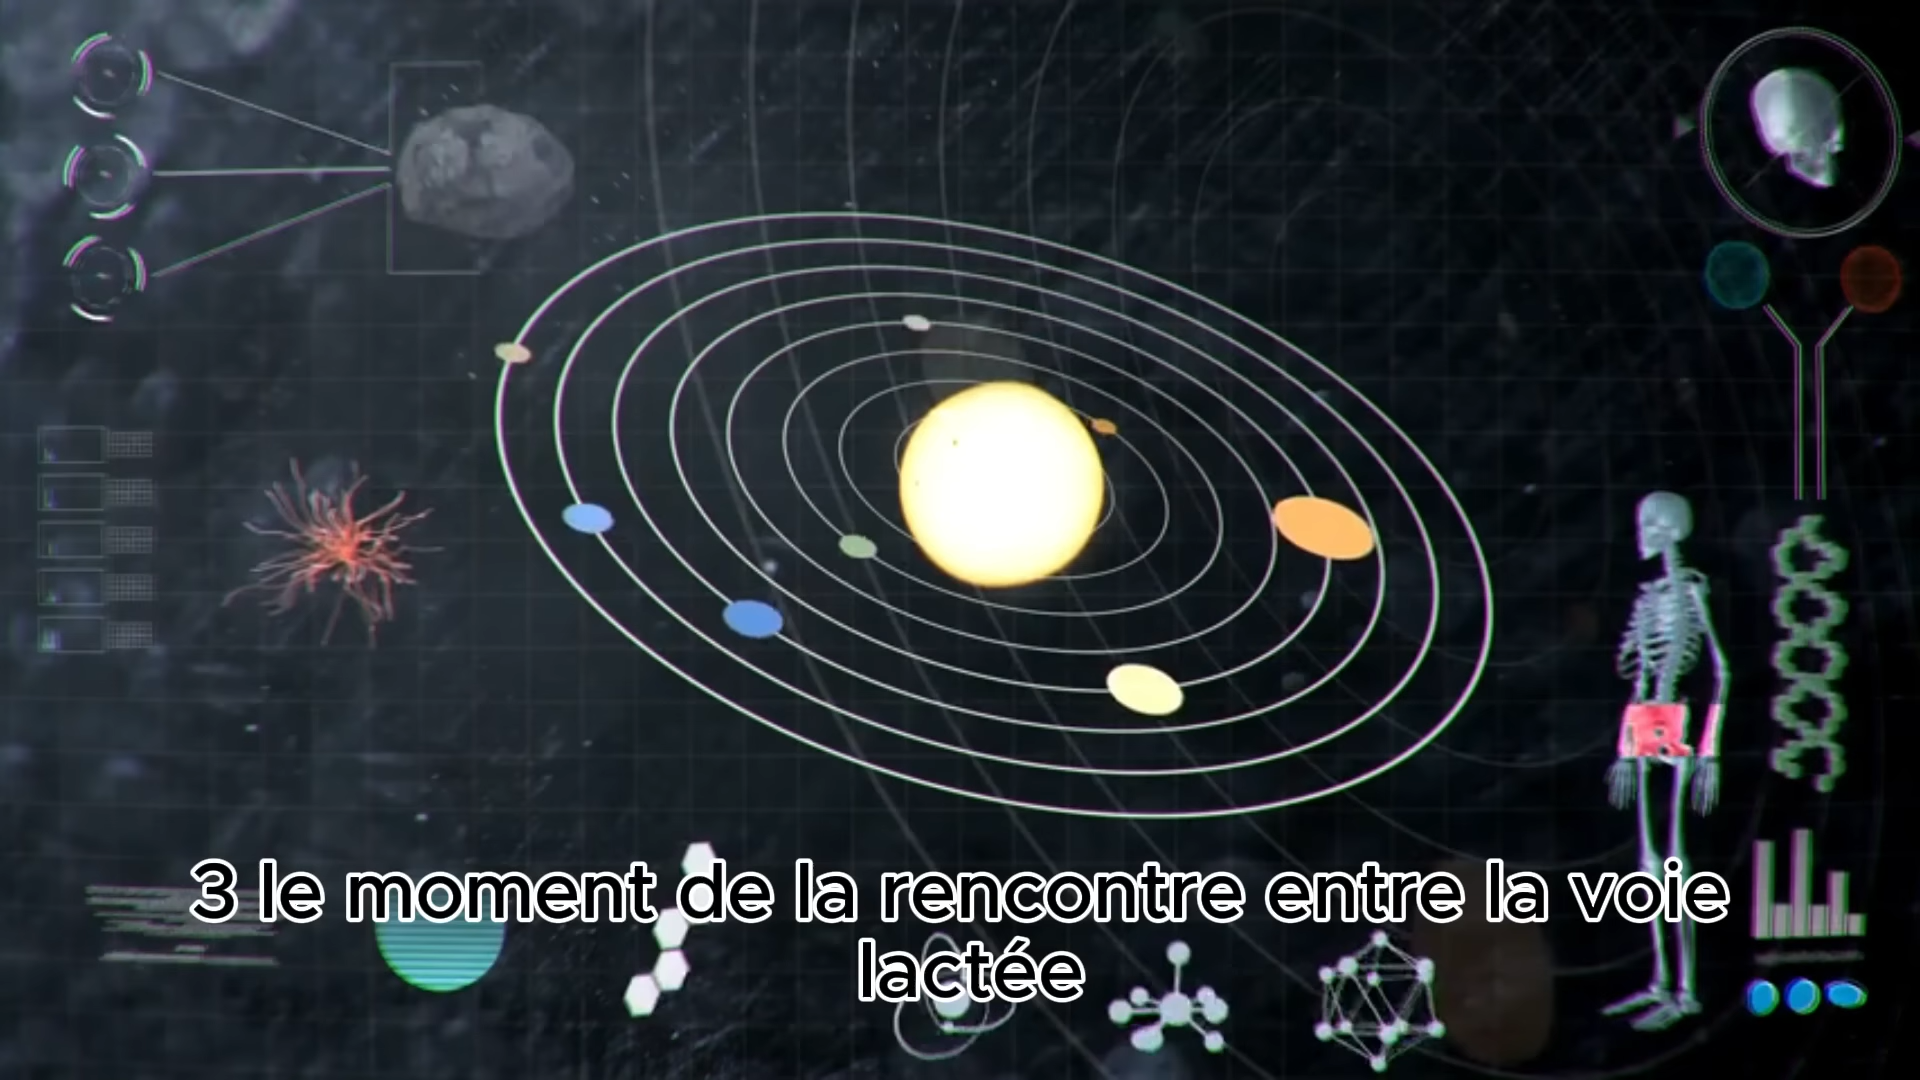 3 le moment de la rencontre entre la voie
lactée